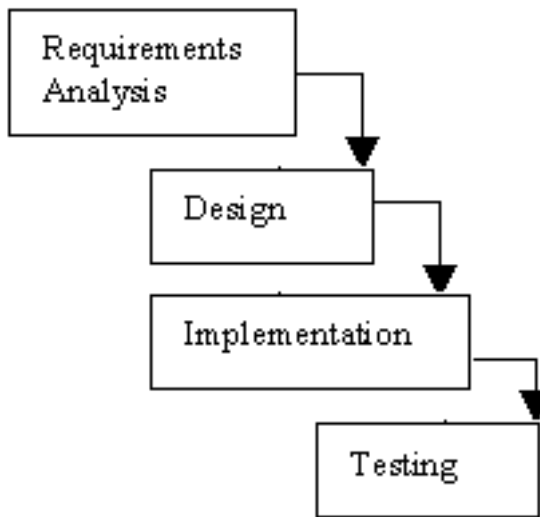 Requirements
Analysis
Design
Implementation
Testing